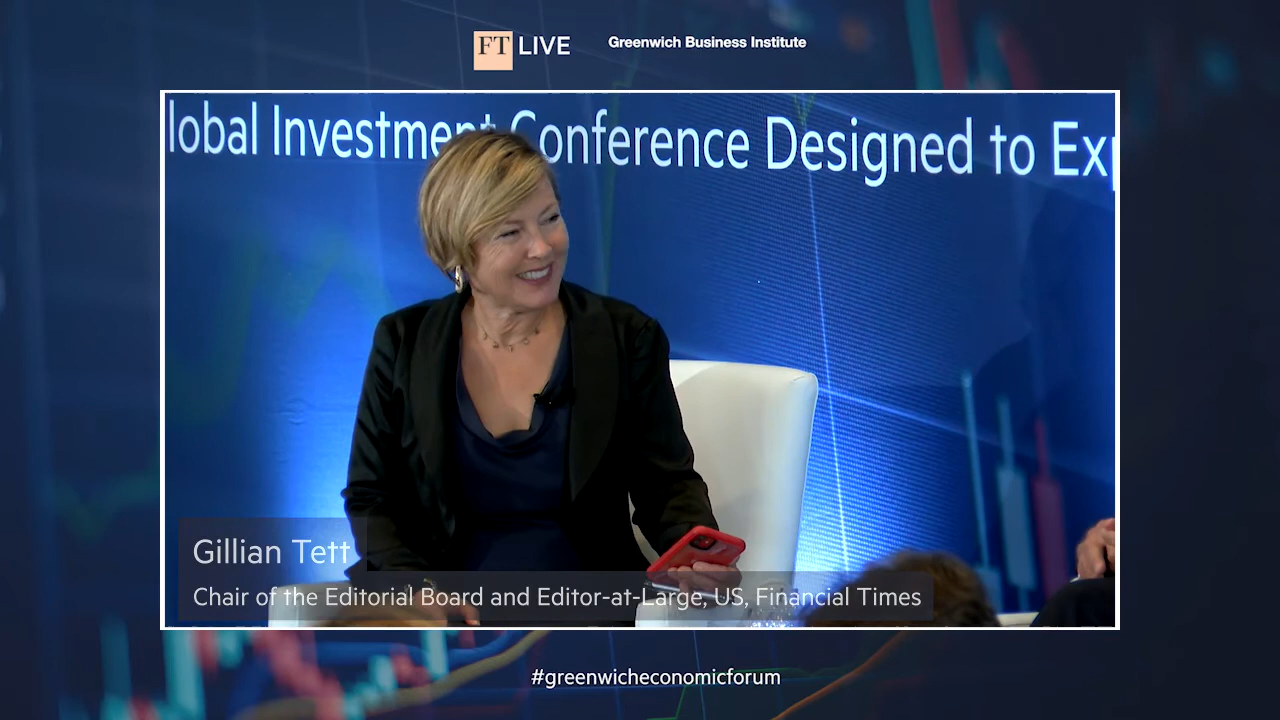 FT LIVE
Greenwich Business Institute
lobal Investment Conference Designed to Exp
Gillian Tett
Chair of the Editorial Board and Editor-at-Large, US, Financial Times
#greenwicheconomicforum